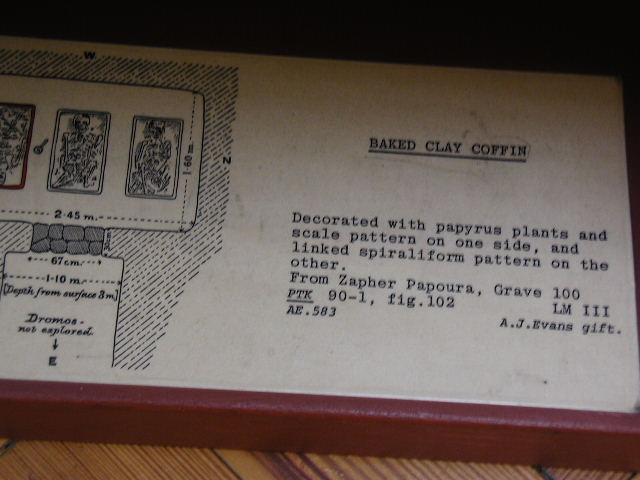 W
N
1·60 m.
2·45 m.
67 cm.
1·10 m.
[Depth from surface 3m]
Dromos-
not explored.
E
BAKED CLAY COFFIN
Decorated with papyrus plants and
scale pattern on one side, and
linked spiraliform pattern on the
other.
From Zapher Papoura, Grave 100
PTK 90-1, fig.102 LM III
AE.583 A.J.Evans gift.